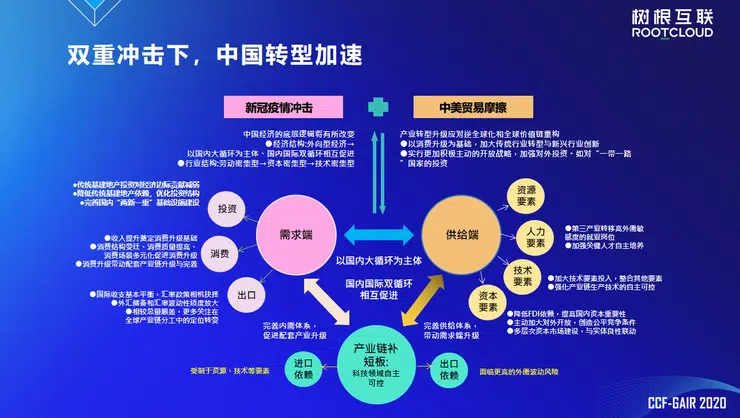 树根互联
ROOTCLOUD
双重冲击下，中国转型加速
新冠疫情冲击
中美贸易摩擦
中国经济的底层逻辑将有所改变
●经济结构:外向型经济→
以国内大循环为主体、国内国际双循环相互促进
●行业结构:劳动密集型→资本密集型→技术密集型
产业转型升级应对逆全球化和全球价值链重构
●以消费升级为基础，加大传统行业转型与新兴行业创新
●实行更加积极主动的开放战略，加强对外投资。如对“一带一路”
国家的投资
●传统基建地产投资对经济边际贡献减弱
●降低传统基建地产依赖，优化投资结构
●完善国内“两新一重”基础设施建设
投资
●收入提升奠定消费升级基础
●消费结构变迁、消费质量提高、
消费场景多元化促进消费升级
●消费升级带动配套产业链升级与完善
消费
●国际收支基本平衡，汇率政策相机抉择
●外汇储备和汇率波动性适度放大
●相较总量顺差，更多关注在
全球产业链分工中的定位转变
出口
需求端
以国内大循环为主体
国内国际双循环
相互促进
供给端
资源
要素
人力
要素
●第三产业转移高外需敏
感度的就业岗位
●加强关键人才自主培养
技术
要素
●加大技术要素投入，整合其他要素
●强化产业链生产技术的自主可控
资本
要素
●降低FDI依赖，提高国内资本重要性
●主动加大对外开放，创造公平竞争条件
●多层次资本市场建设，与实体良性联动
完善内需体系，
促进配套产业升级
完善供给体系，
带动需求端升级
产业链补
短板:
科技领域自主
可控
进口
依赖
受制于资源、技术等要素
出口
依赖
面临更高的外需波动风险
CCF-GAIR 2020